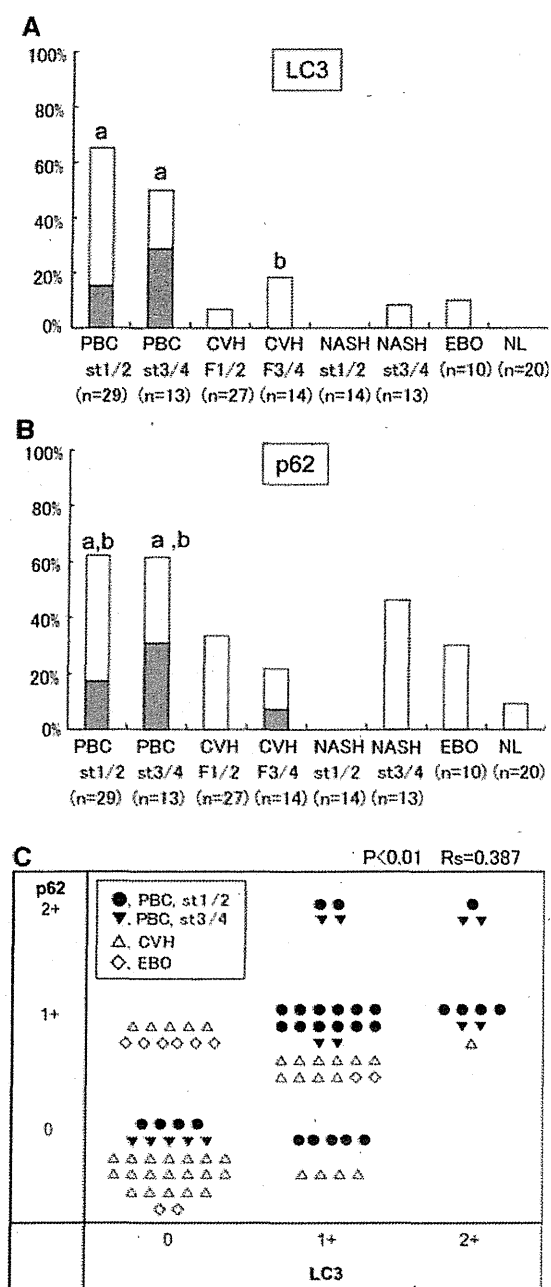 A
LC3
100%
80%
60%
40%
20%
0%
a
a
b
PBC PBC CVH CVH NASH NASH EBO NL
st1/2 st3/4 F1/2 F3/4 st1/2 st3/4 (n=10) (n=20)
(n=29) (n=13) (n=27) (n=14) (n=14) (n=13)
B
p62
100%
80%
60%
40%
20%
0%
a,b
a ,b
PBC PBC CVH CVH NASH NASH EBO NL
st1/2 st3/4 F1/2 F3/4 st1/2 st3/4 (n=10) (n=20)
(n=29) (n=13) (n=27) (n=14) (n=14) (n=13)
C
P<0.01 Rs=0.387
p62
2+
1+
0
●, PBC, st1/2
▼, PBC, st3/4
△, CVH
◇, EBO
0 1+ 2+
LC3